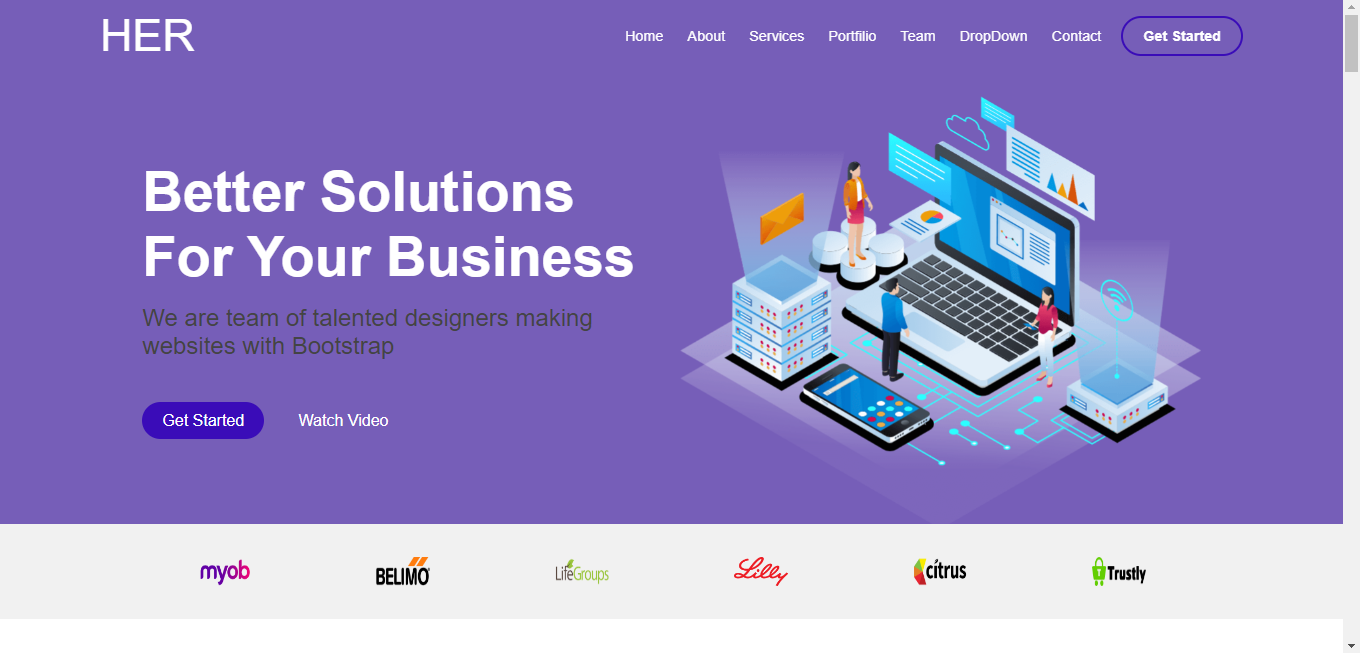 HER
Home About Services Portfilio Team DropDown Contact Get Started
Better Solutions
For Your Business
We are team of talented designers making
websites with Bootstrap
Get Started Watch Video
myob BELIMO LifeGroups Lilly citrus Trustly